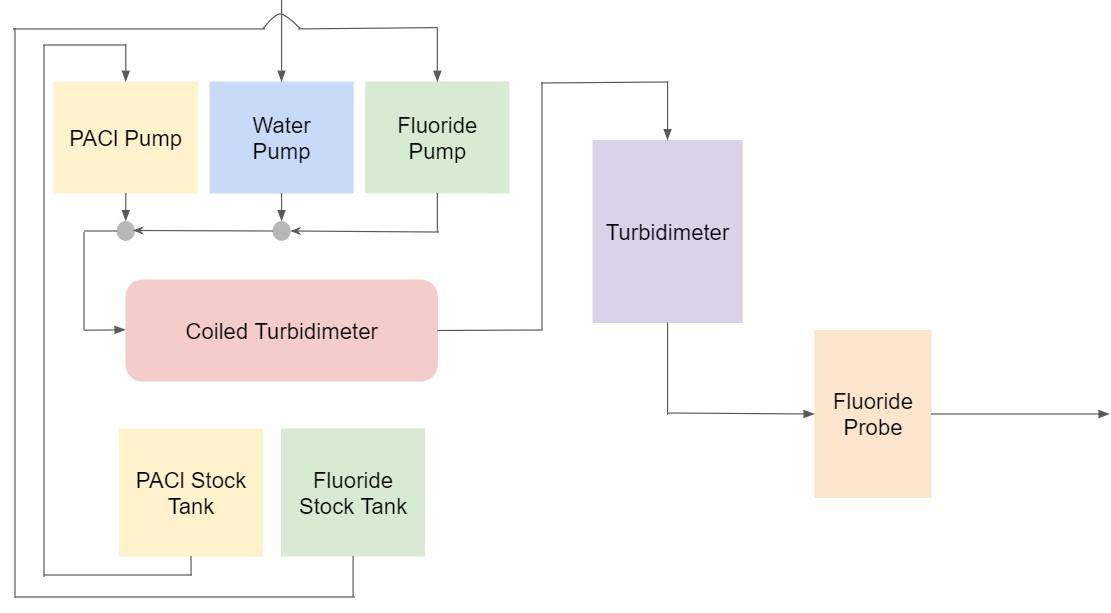 PACl Pump
Water
Pump
Fluoride
Pump
Turbidimeter
Coiled Turbidimeter
Fluoride
Probe
PACl Stock
Tank
Fluoride
Stock Tank